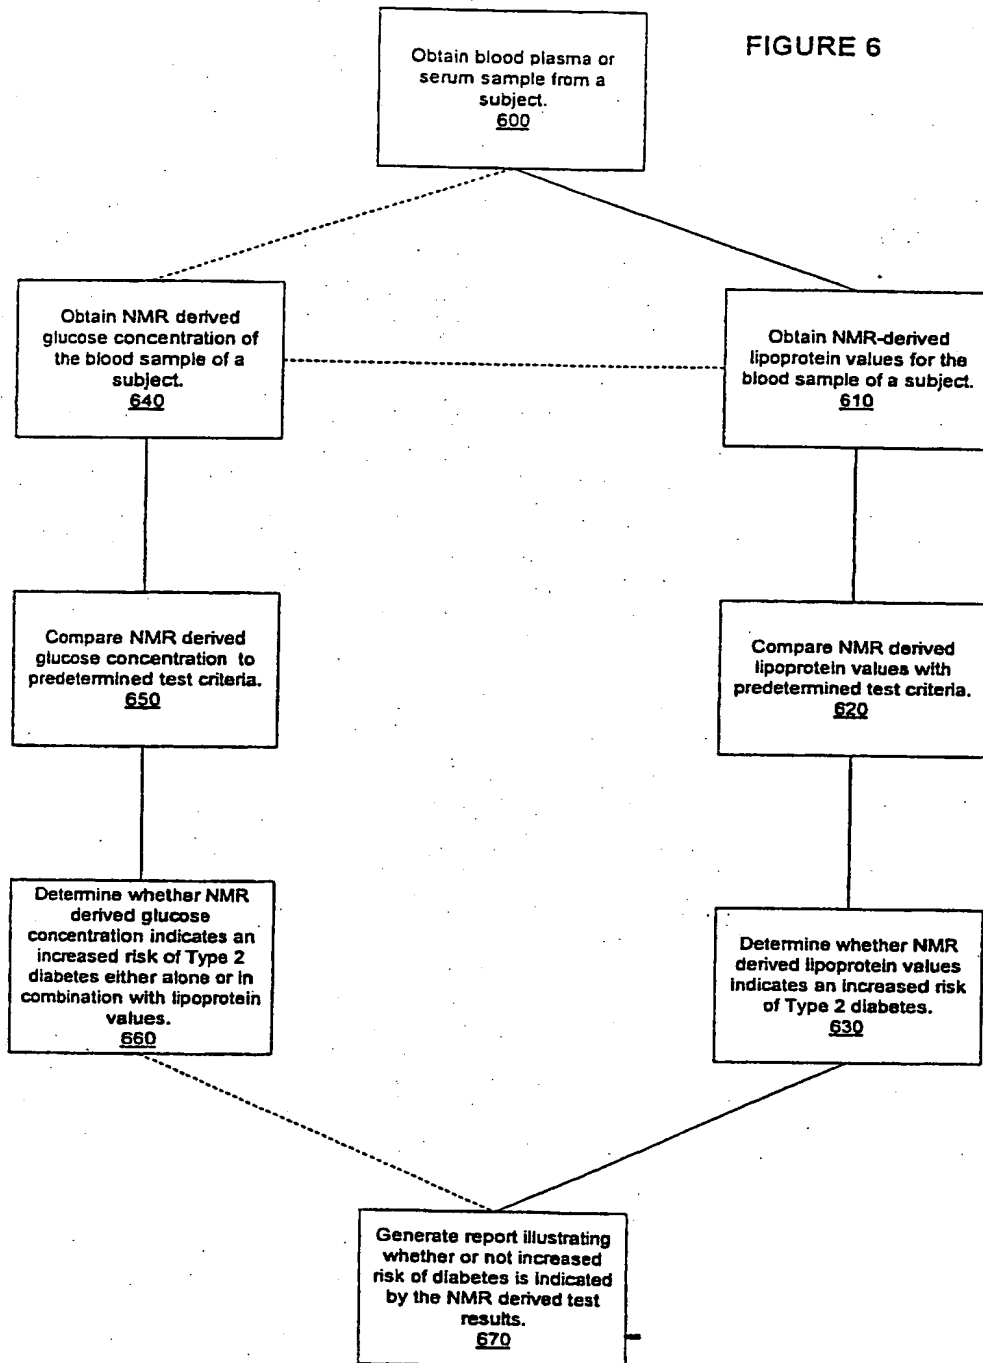 FIGURE 6
Obtain blood plasma or
serum sample from a
subject.
600
Obtain NMR derived
glucose concentration of
the blood sample of a
subject.
640
Obtain NMR-derived
lipoprotein values for the
blood sample of a subject.
610
Compare NMR derived
glucose concentration to
predetermined test criteria.
650
Compare NMR derived
lipoprotein values with
predetermined test criteria.
620
Determine whether NMR
derived glucose
concentration indicates an
increased risk of Type 2
diabetes either alone or in
combination with lipoprotein
values.
660
Determine whether NMR
derived lipoprotein values
indicates an increased risk
of Type 2 diabetes.
630
Generate report illustrating
whether or not increased
risk of diabetes is indicated
by the NMR derived test
results.
670